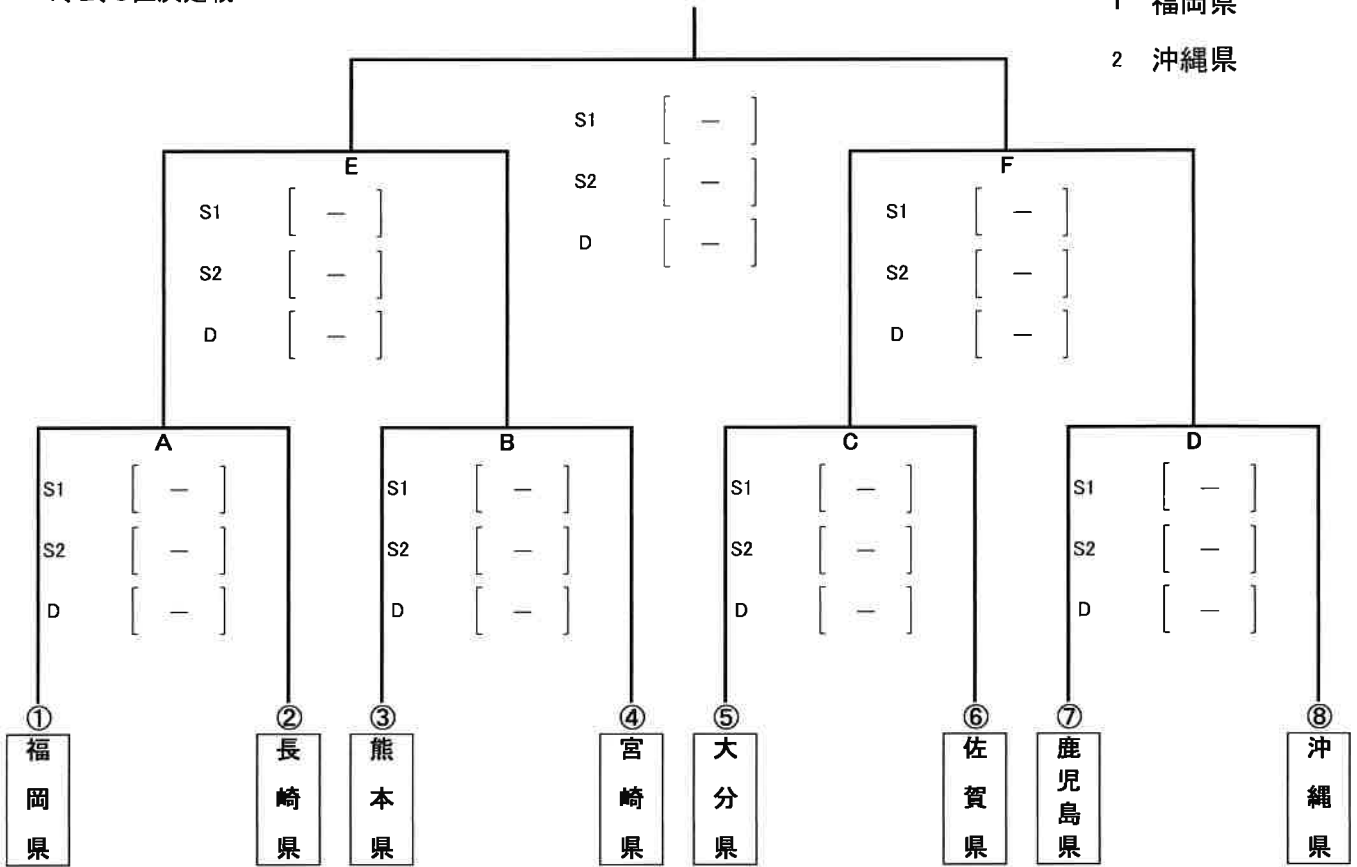 福岡県
2 沖縄県
S1 [ － ]
S2 [ － ]
D [ － ]
E
S1 [ － ]
S2 [ － ]
D [ － ]
F
S1 [ － ]
S2 [ － ]
D [ － ]
A
S1 [ － ]
S2 [ － ]
D [ － ]
B
S1 [ － ]
S2 [ － ]
D [ － ]
C
S1 [ － ]
S2 [ － ]
D [ － ]
D
S1 [ － ]
S2 [ － ]
D [ － ]
① 福岡県
② 長崎県
③ 熊本県
④ 宮崎県
⑤ 大分県
⑥ 佐賀県
⑦ 鹿児島県
⑧ 沖縄県